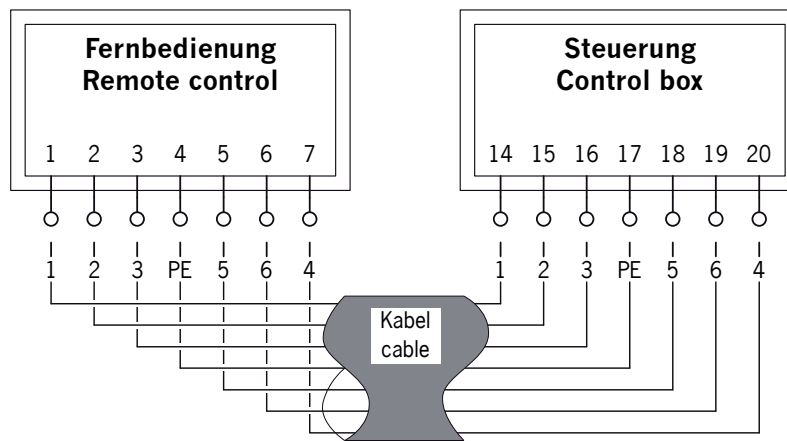 Fernbedienung
Remote control
1 2 3 4 5 6 7
1 2 3 PE 5 6 4
Steuerung
Control box
14 15 16 17 18 19 20
1 2 3 PE 5 6 4
Kabel
cable